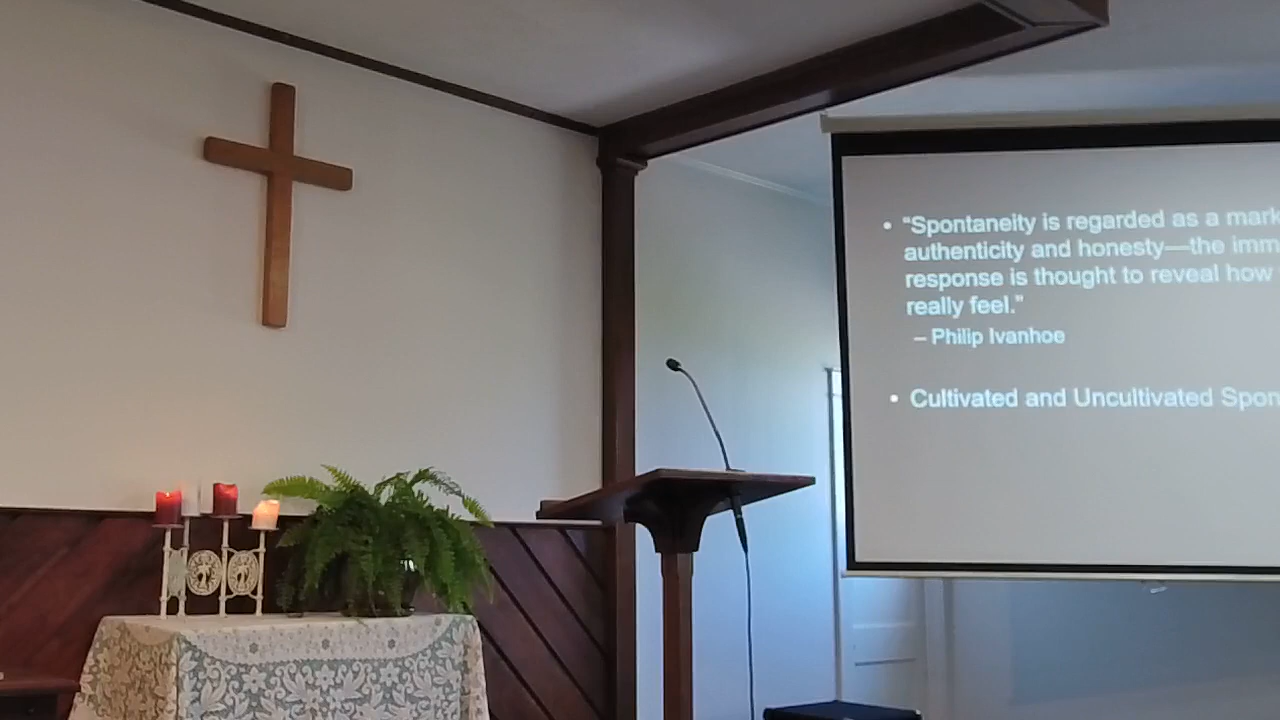 • “Spontaneity is regarded as a mark
authenticity and honesty—the imm
response is thought to reveal how
really feel.”
– Philip Ivanhoe
• Cultivated and Uncultivated Spon